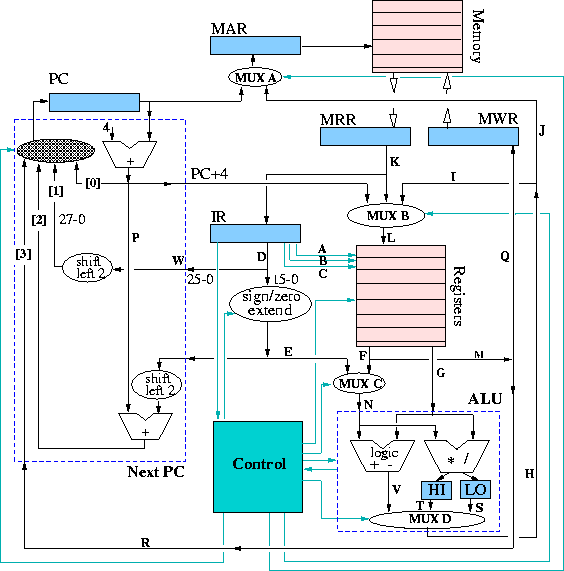 MAR
Memory
MUX A
PC
4
+
MRR
MWR
J
K
[1]
[0]
PC+4
I
[2]
27-0
MUX B
[3]
IR
L
P
A
B
C
D
W
Q
shift
left 2
25-0
15-0
sign/zero
extend
Registers
E
F
M
G
shift
left 2
MUX C
ALU
N
+
Next PC
Control
logic
+ -
* /
HI
LO
H
V
T
S
MUX D
R